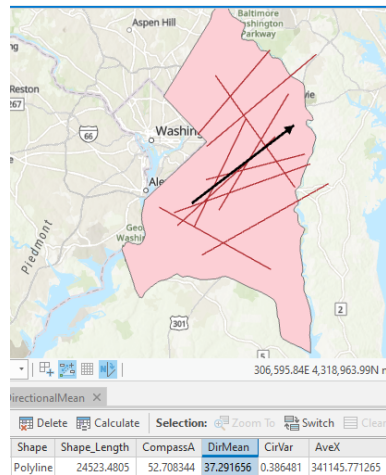 Baltimore
Washington
Parkway
Aspen Hill
Reston
267
66
Washing
Ale
Geo
Washin
Piedmont
301
2
5
306,595.84E 4,318,963.99N m
DirectionalMean ×
Delete Calculate Selection: Zoom To Switch Clear
Shape Shape_Length CompassA DirMean CirVar AveX
Polyline 24523.4805 52.708344 37.291656 0.386481 341145.771265